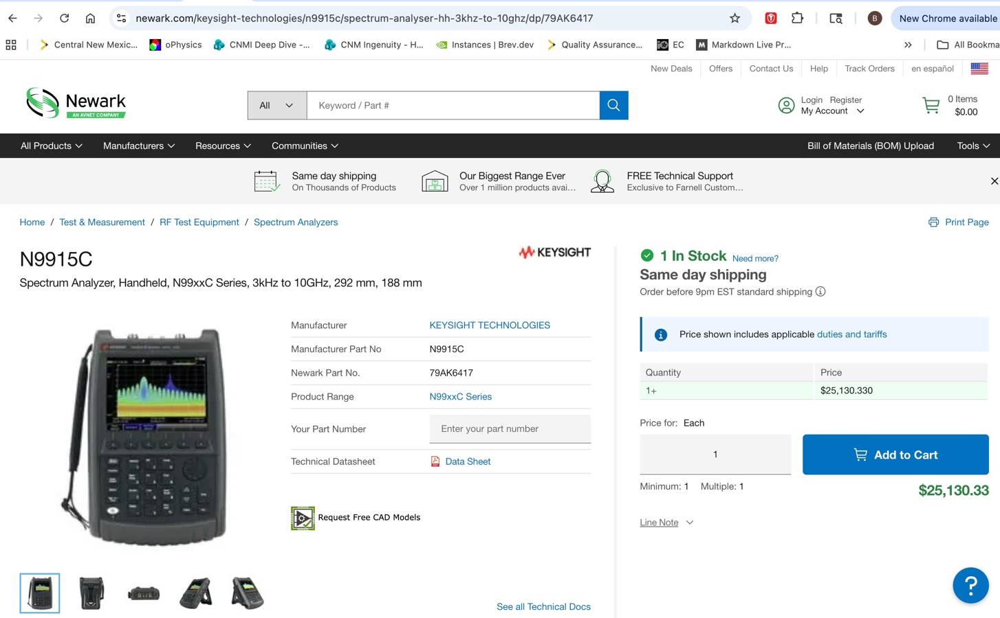 newark.com/keysight-technologies/n9915c/spectrum-analyser-hh-3khz-to-10ghz/dp/79AK6417
B
New Chrome available
Central New Mexic...
oPhysics
CNMI Deep Dive -...
CNM Ingenuity - H...
Instances | Brev.dev
Quality Assurance...
EC
M
Markdown Live Pr...
»
All Bookma
New Deals
Offers
Contact Us
Help
Track Orders
en español
Newark
AN AVNET COMPANY
All
Keyword / Part #
Login Register
My Account
0 Items
$0.00
All Products
Manufacturers
Resources
Communities
Bill of Materials (BOM) Upload
Tools
Same day shipping
On Thousands of Products
Our Biggest Range Ever
Over 1 million products avai...
FREE Technical Support
Exclusive to Farnell Custom...
Home / Test & Measurement / RF Test Equipment / Spectrum Analyzers
Print Page
N9915C
KEYSIGHT
Spectrum Analyzer, Handheld, N99xxC Series, 3kHz to 10GHz, 292 mm, 188 mm
Manufacturer KEYSIGHT TECHNOLOGIES
Manufacturer Part No N9915C
Newark Part No. 79AK6417
Product Range N99xxC Series
Your Part Number Enter your part number
Technical Datasheet Data Sheet
Request Free CAD Models
See all Technical Docs
1 In Stock Need more?
Same day shipping
Order before 9pm EST standard shipping
Price shown includes applicable duties and tariffs
Quantity Price
1+ $25,130.330
Price for: Each
1
Add to Cart
Minimum: 1 Multiple: 1
$25,130.33
Line Note
?